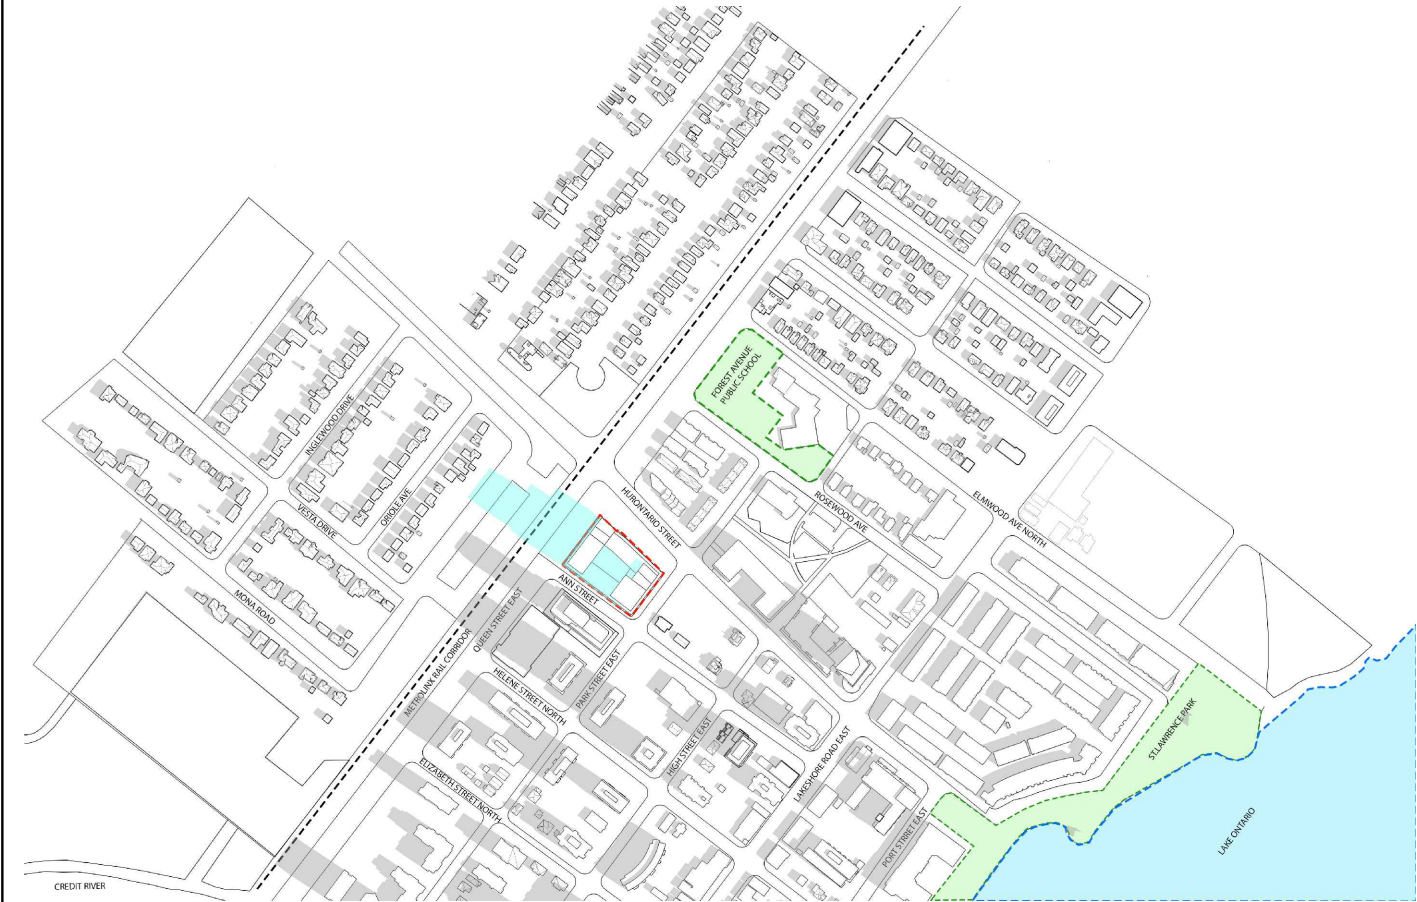 FOREST AVENUE
PUBLIC SCHOOL
INGLEWOOD DRIVE
ORIOLE AVE
VESTA DRIVE
HURONTARIO STREET
ROSEWOOD AVE
ELMWOOD AVE NORTH
MONA ROAD
ANN STREET
QUEEN STREET EAST
METROLINX RAIL CORRIDOR
PARK STREET EAST
HELENE STREET NORTH
HIGH STREET EAST
LAKESHORE ROAD EAST
ELIZABETH STREET NORTH
PORT STRRET EAST
ST.LAWRENCE PARK
LAKE ONTARIO
CREDIT RIVER